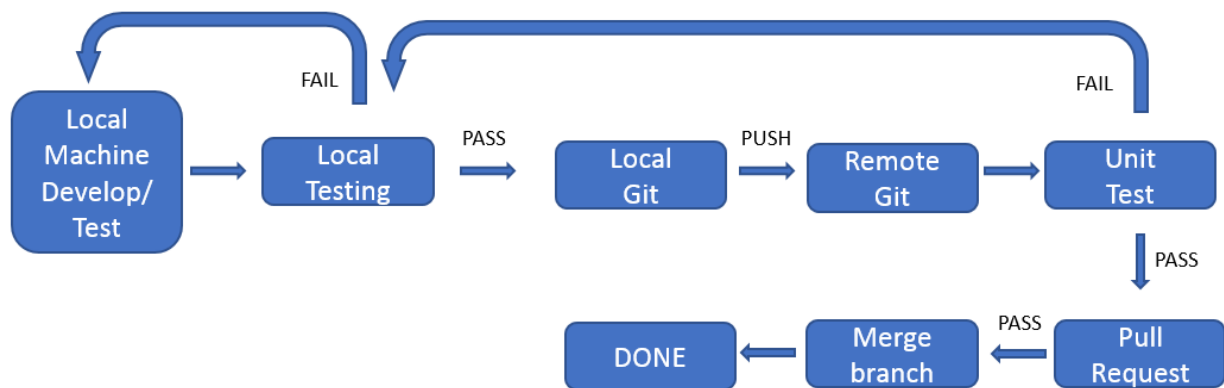 FAIL
FAIL
Local
Machine
Develop/
Test
Local
Testing
PASS
Local
Git
PUSH
Remote
Git
Unit
Test
PASS
Pull
Request
PASS
Merge
branch
DONE